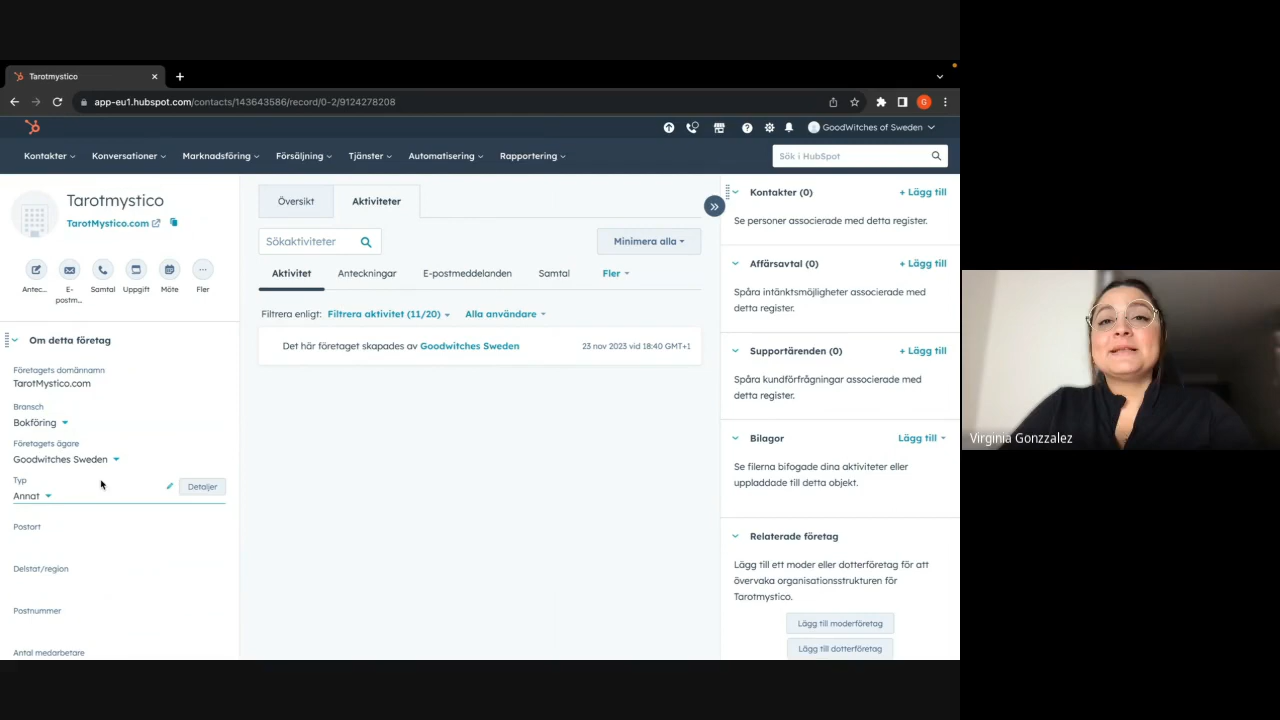 Tarotmystico
app-eu1.hubspot.com/contacts/143643586/record/0-2/9124278208
G
GoodWitches of Sweden
Kontakter Konversationer Marknadsföring Försäljning Tjänster Automatisering Rapportering
Sök i HubSpot
Tarotmystico
TarotMystico.com
Antec...
E-postm...
Samtal
Uppgift
Möte
Fler
Om detta företag
Företagets domännamn
TarotMystico.com
Bransch
Bokföring
Företagets ägare
Goodwitches Sweden
Typ
Annat
Detaljer
Postort
Delstat/region
Postnummer
Antal medarbetare
Översikt Aktiviteter
Sökaktiviteter
Minimera alla
Aktivitet Anteckningar E-postmeddelanden Samtal Fler
Filtrera enligt: Filtrera aktivitet (11/20) Alla användare
Det här företaget skapades av Goodwitches Sweden 23 nov 2023 vid 18:40 GMT+1
Kontakter (0) + Lägg till
Se personer associerade med detta register.
Affärsavtal (0) + Lägg till
Spåra intänktsmöjligheter associerade med
detta register.
Supportärenden (0) + Lägg till
Spåra kundförfrågningar associerade med
detta register.
Bilagor Lägg till
Se filerna bifogade dina aktiviteter eller
uppladdade till detta objekt.
Relaterade företag
Lägg till ett moder eller dotterföretag för att
övervaka organisationsstrukturen för
Tarotmystico.
Lägg till moderföretag
Lägg till dotterföretag
Virginia Gonzzalez